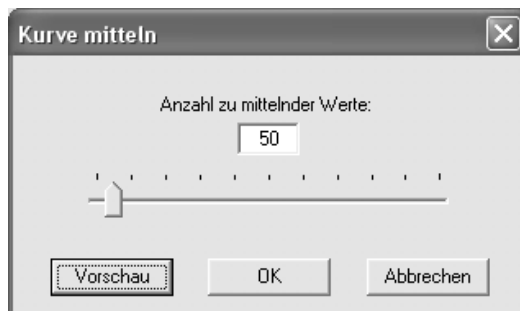 Kurve mitteln
Anzahl zu mittelnder Werte:
50
Vorschau OK Abbrechen